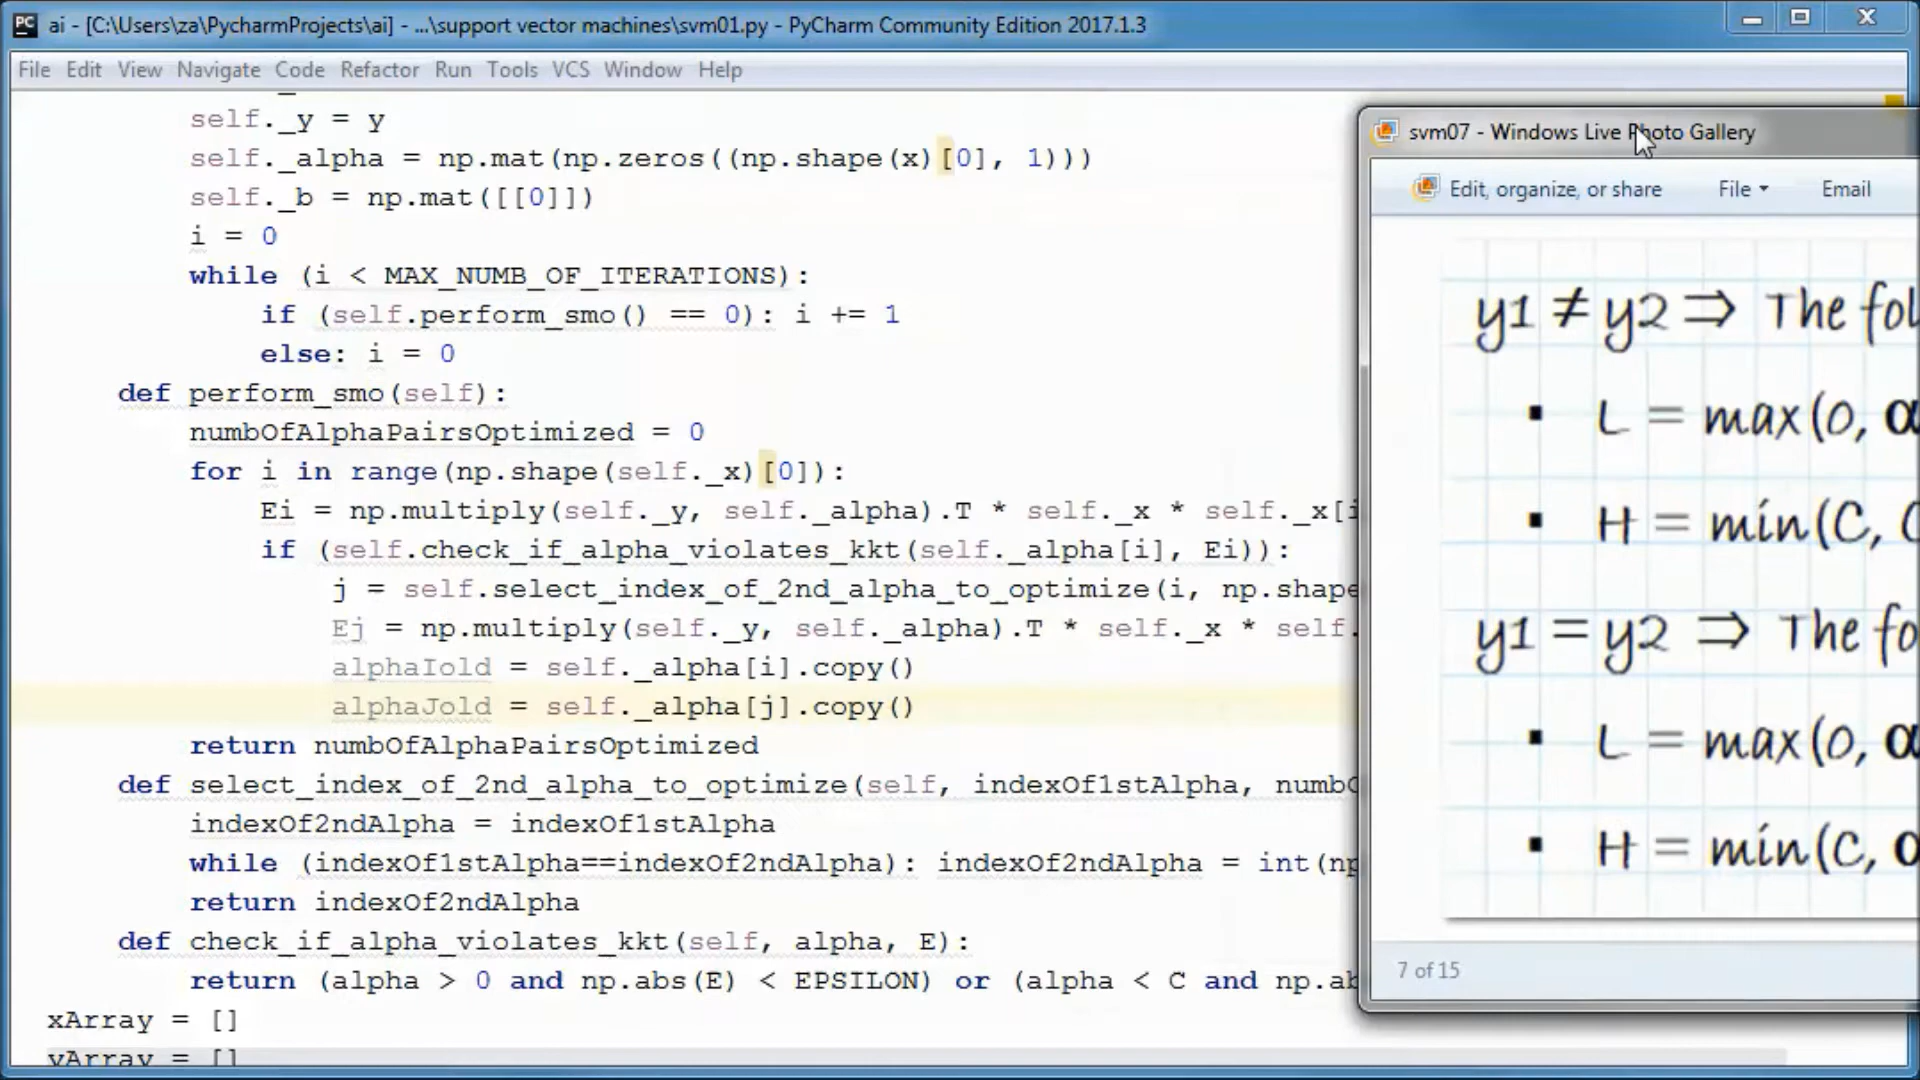 ai - [C:\Users\za\PycharmProjects\ai] - ...\support vector machines\svm01.py - PyCharm Community Edition 2017.1.3
File Edit View Navigate Code Refactor Run Tools VCS Window Help
self._y = y
self._alpha = np.mat(np.zeros((np.shape(x)[0], 1)))
self._b = np.mat([[0]])
i = 0
while (i < MAX_NUMB_OF_ITERATIONS):
if (self.perform_smo() == 0): i += 1
else: i = 0
def perform_smo(self):
numbOfAlphaPairsOptimized = 0
for i in range(np.shape(self._x)[0]):
Ei = np.multiply(self._y, self._alpha).T * self._x * self._x[i
if (self.check_if_alpha_violates_kkt(self._alpha[i], Ei)):
j = self.select_index_of_2nd_alpha_to_optimize(i, np.shape
Ej = np.multiply(self._y, self._alpha).T * self._x * self.
alphaIold = self._alpha[i].copy()
alphaJold = self._alpha[j].copy()
return numbOfAlphaPairsOptimized
def select_index_of_2nd_alpha_to_optimize(self, indexOf1stAlpha, numbO
indexOf2ndAlpha = indexOf1stAlpha
while (indexOf1stAlpha==indexOf2ndAlpha): indexOf2ndAlpha = int(np
return indexOf2ndAlpha
def check_if_alpha_violates_kkt(self, alpha, E):
return (alpha > 0 and np.abs(E) < EPSILON) or (alpha < C and np.ab
xArray = []
yArray = []
svm07 - Windows Live Photo Gallery
Edit, organize, or share File Email
y1 ≠ y2 ⇒ The fol
▪ L = max(0, α
▪ H = min(C, C
y1 = y2 ⇒ The fo
▪ L = max(0, α
▪ H = min(C, α
7 of 15